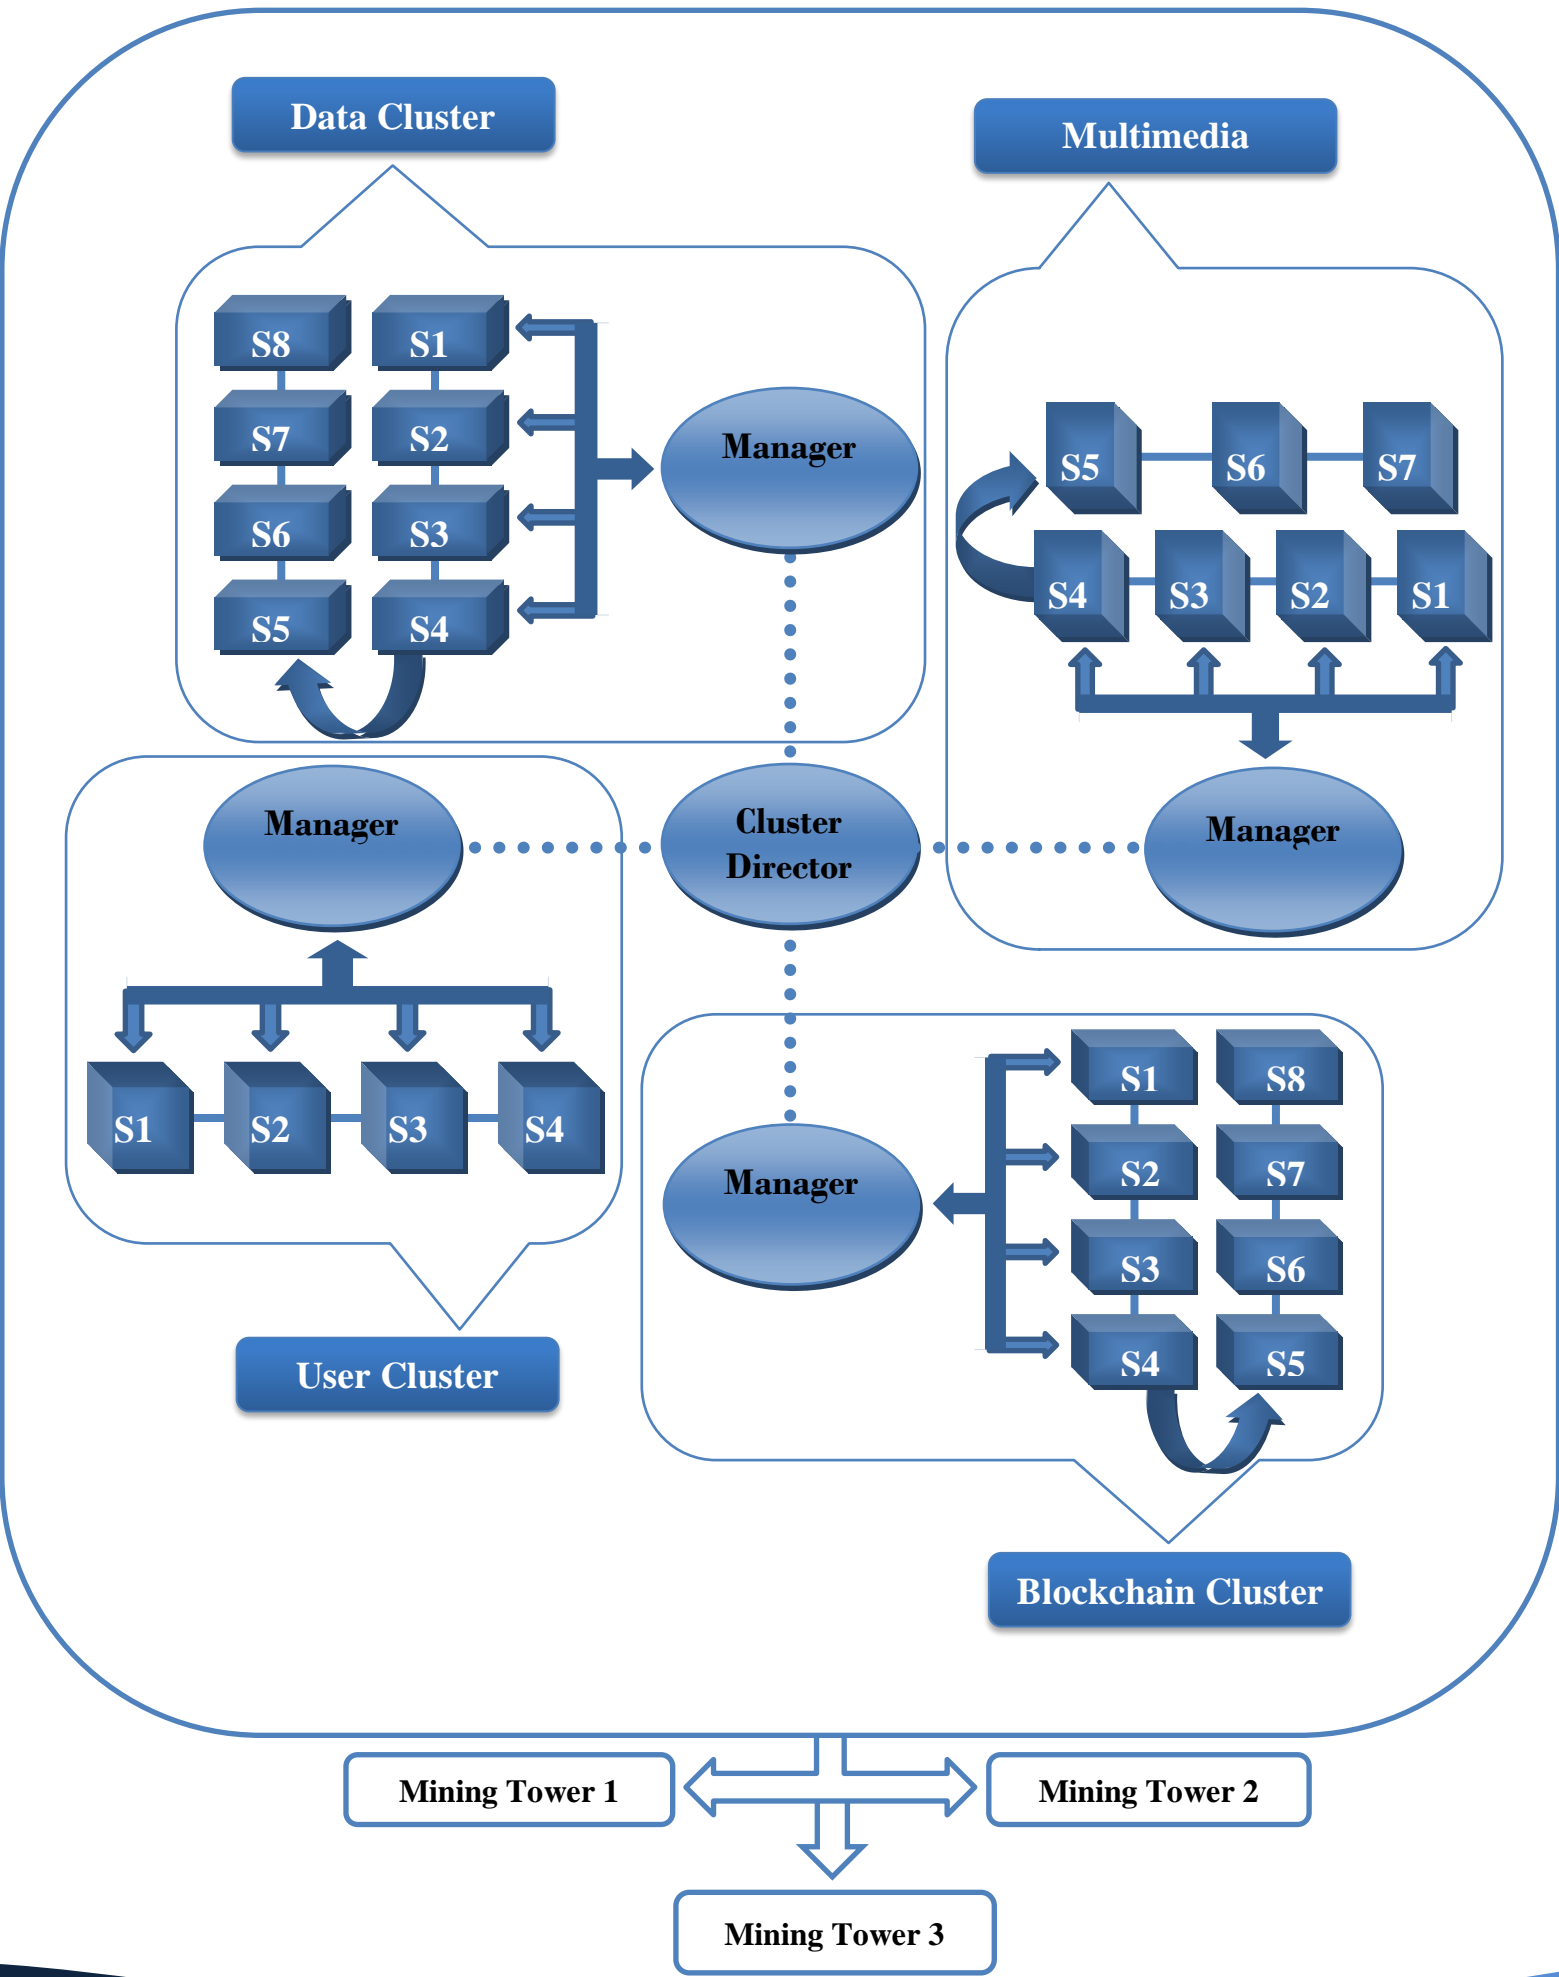 Data Cluster
Multimedia
S8 S1
S7 S2
S6 S3
S5 S4
Manager
S5 S6 S7
S4 S3 S2 S1
Manager
Cluster
Director
Manager
S1 S2 S3 S4
User Cluster
Manager
S1 S8
S2 S7
S3 S6
S4 S5
Blockchain Cluster
Mining Tower 1
Mining Tower 2
Mining Tower 3